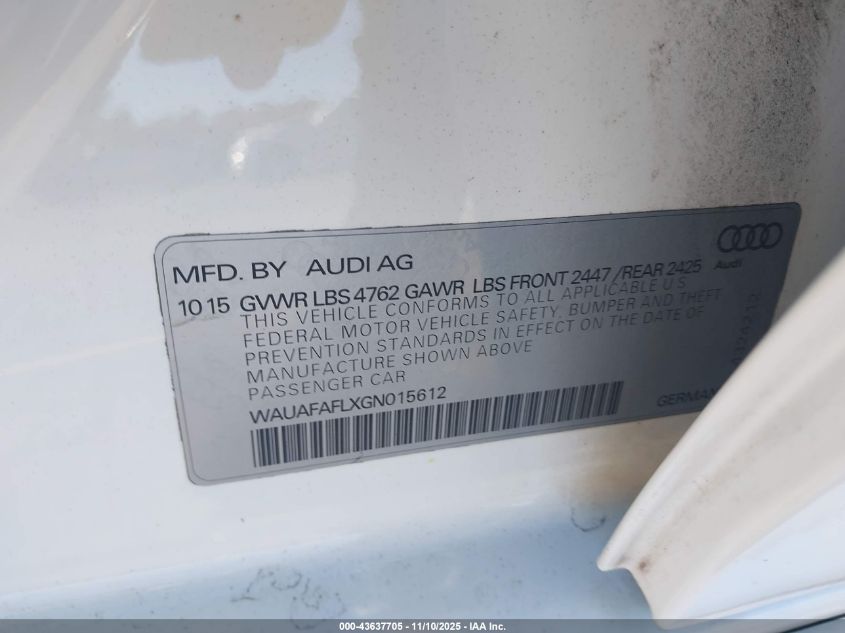 MFD. BY AUDI AG
Audi
10 15 GVWR LBS 4762 GAWR LBS FRONT 2447 /REAR 2425
THIS VEHICLE CONFORMS TO ALL APPLICABLE U S
FEDERAL MOTOR VEHICLE SAFETY, BUMPER AND THEFT
PREVENTION STANDARDS IN EFFECT ON THE DATE OF
MANUFACTURE SHOWN ABOVE
PASSENGER CAR
WAUAFAFLXGN015612
000-43637705 - 11/10/2025 - IAA Inc.